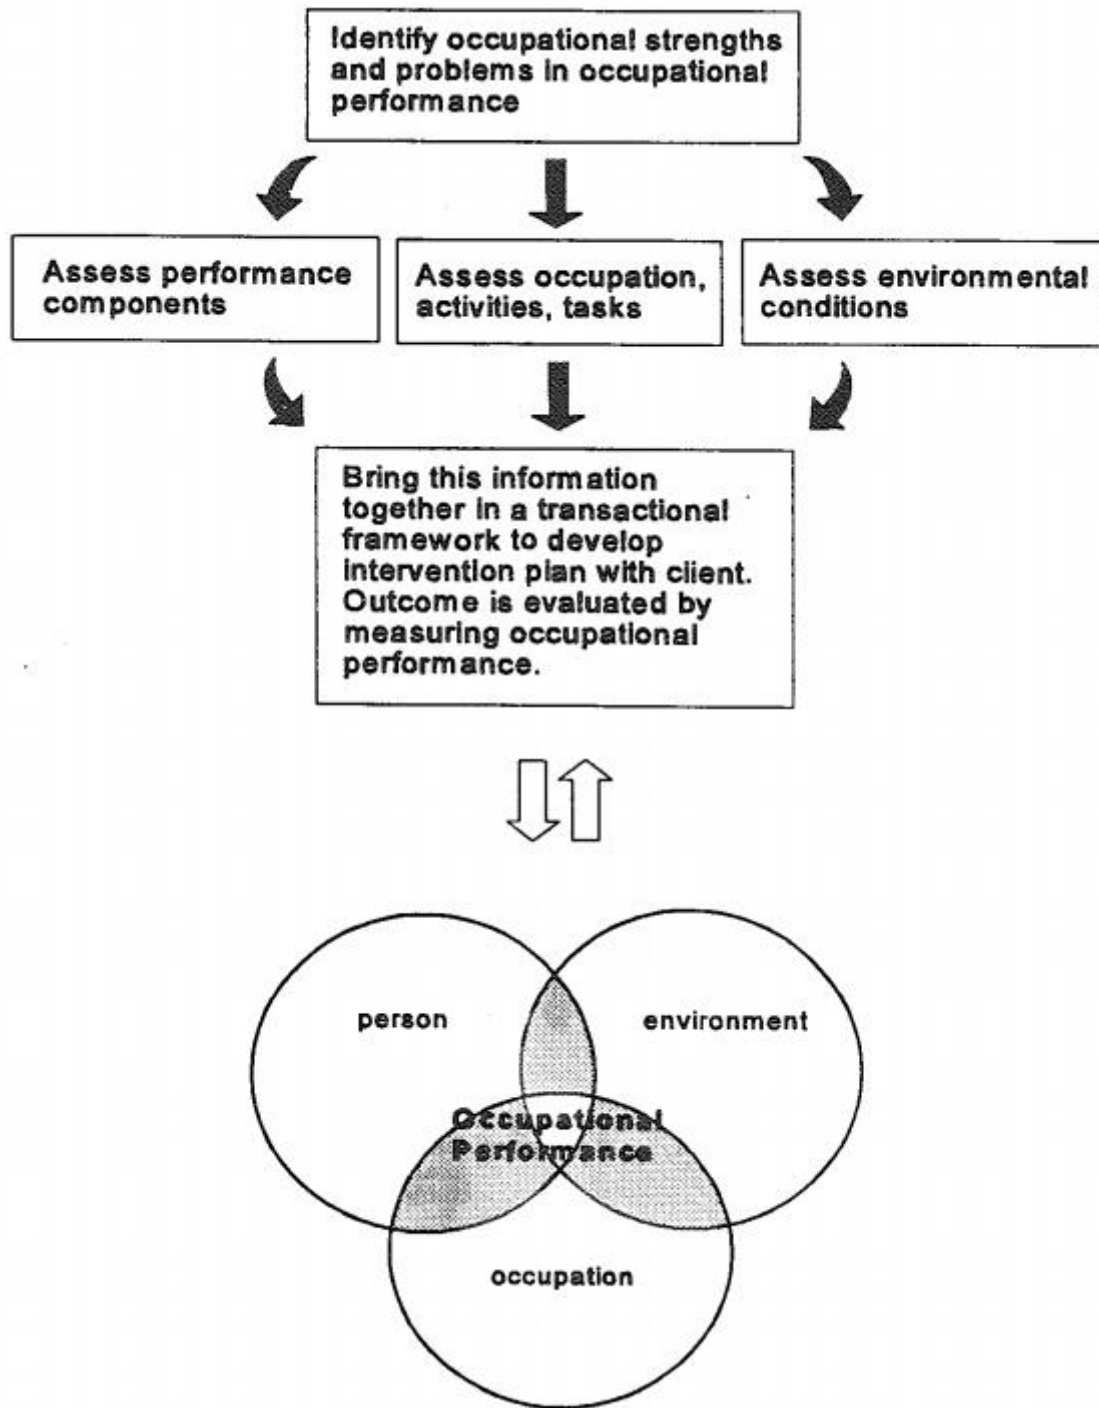 Identify occupational strengths
and problems in occupational
performance
Assess performance
components
Assess occupation,
activities, tasks
Assess environmental
conditions
Bring this information
together in a transactional
framework to develop
intervention plan with client.
Outcome is evaluated by
measuring occupational
performance.
person
environment
Occupational
Performance
occupation